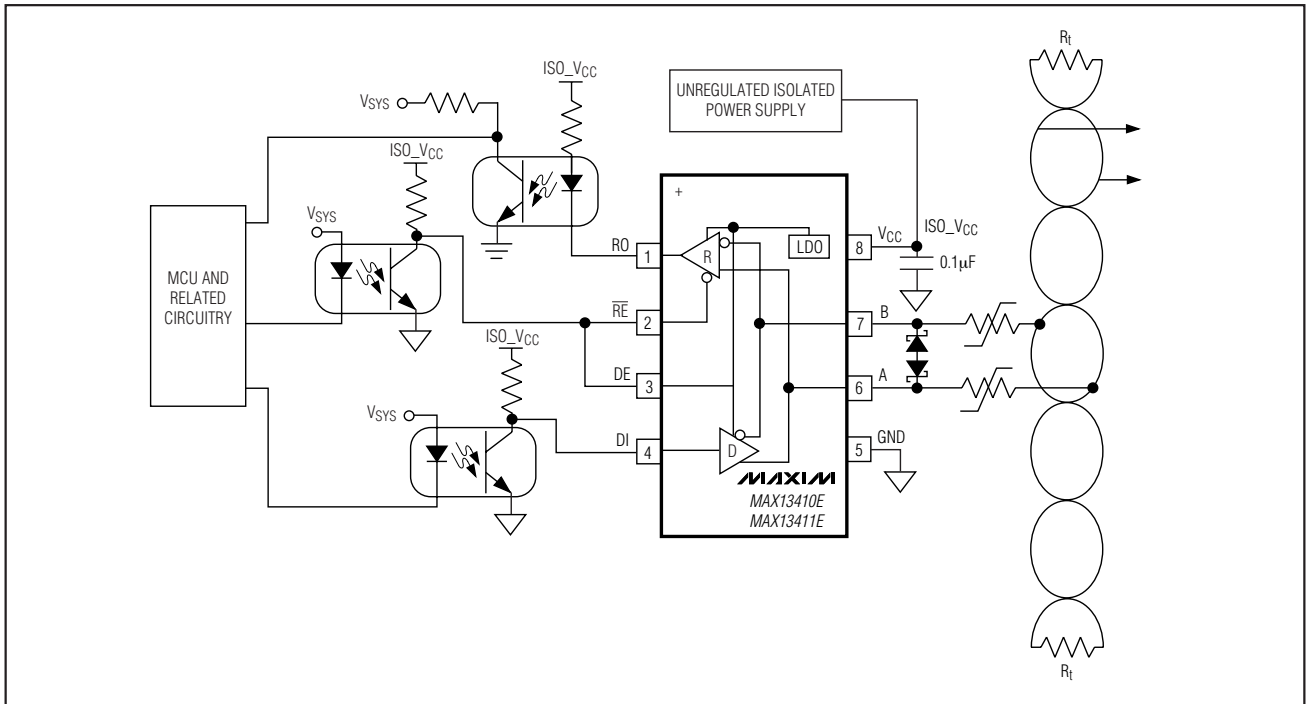 Rt
ISO_VCC
VSYS
UNREGULATED ISOLATED
POWER SUPPLY
ISO_VCC
+
VSYS
RO
1
R
LDO
8
VCC
ISO_VCC
0.1µF
MCU AND
RELATED
CIRCUITRY
RE
2
7
B
ISO_VCC
DE
3
6
A
VSYS
DI
4
D
5
GND
MAXIM
MAX13410E
MAX13411E
Rt